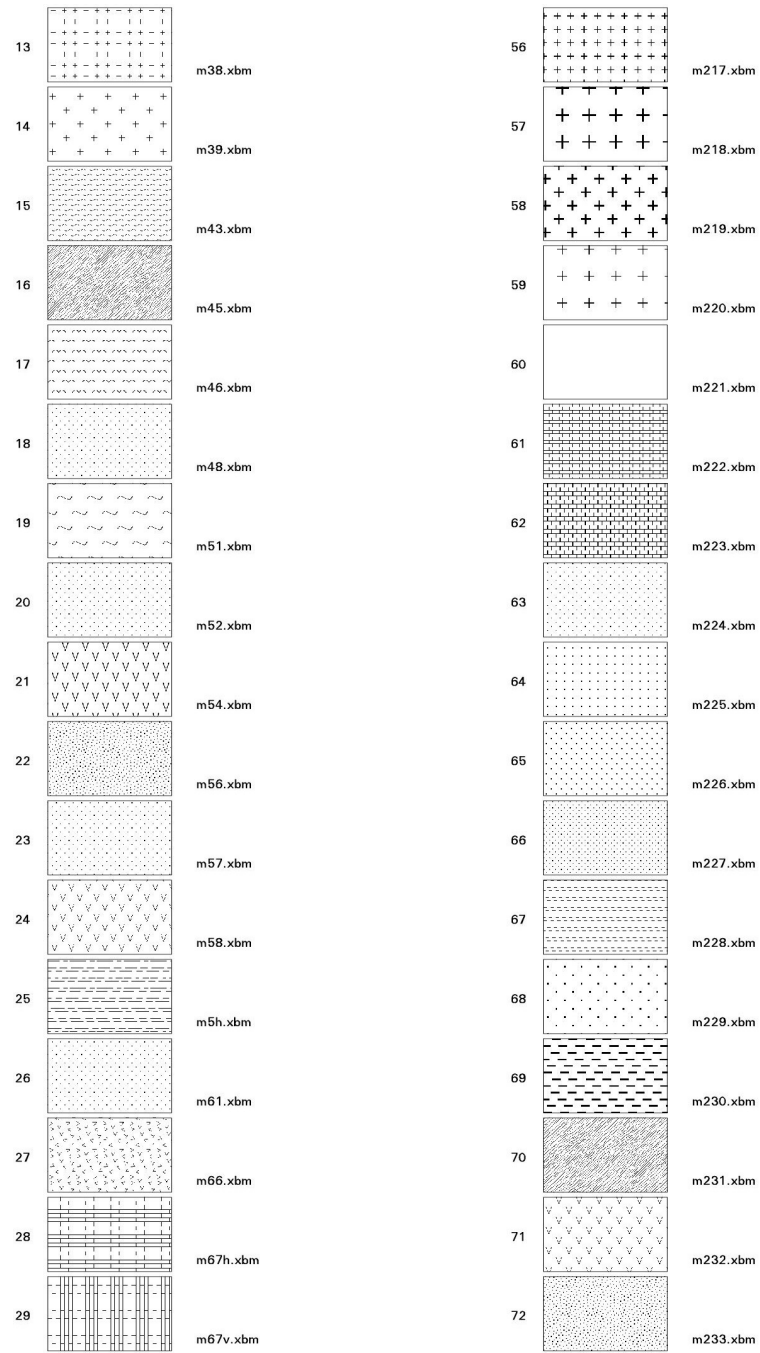 13 m38.xbm
14 m39.xbm
15 m43.xbm
16 m45.xbm
17 m46.xbm
18 m48.xbm
19 m51.xbm
20 m52.xbm
21 m54.xbm
22 m56.xbm
23 m57.xbm
24 m58.xbm
25 m5h.xbm
26 m61.xbm
27 m66.xbm
28 m67h.xbm
29 m67v.xbm
56 m217.xbm
57 m218.xbm
58 m219.xbm
59 m220.xbm
60 m221.xbm
61 m222.xbm
62 m223.xbm
63 m224.xbm
64 m225.xbm
65 m226.xbm
66 m227.xbm
67 m228.xbm
68 m229.xbm
69 m230.xbm
70 m231.xbm
71 m232.xbm
72 m233.xbm